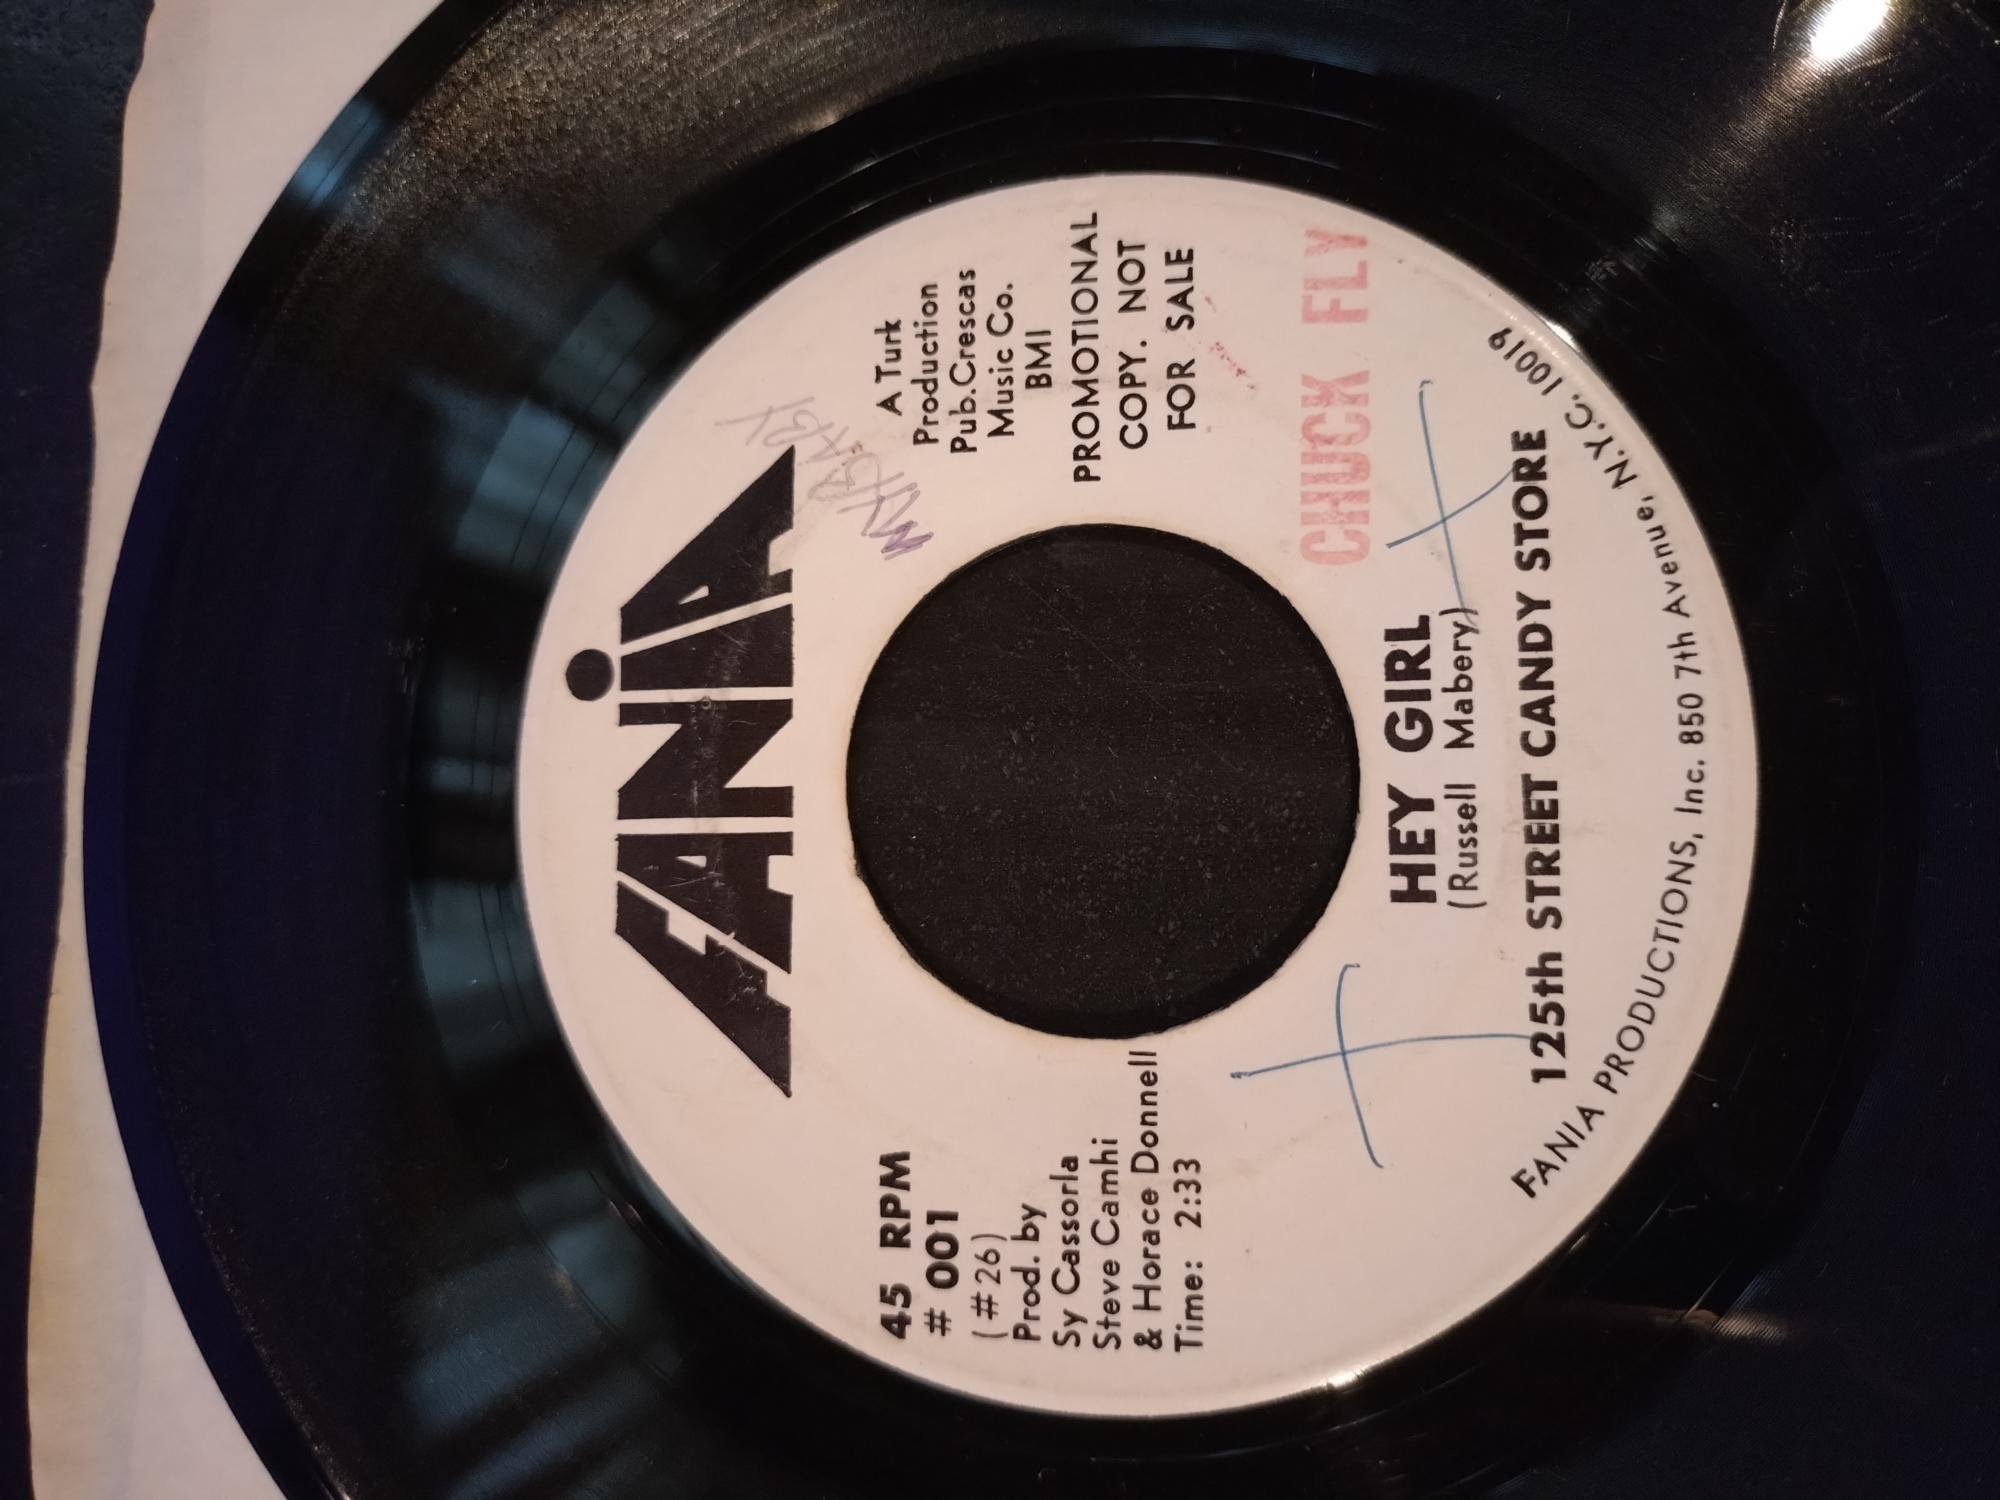 FANIA
45 RPM
# 001
(#26)
Prod. by
Sy Cassorla
Steve Camhi
& Horace Donnell
Time: 2:33
A Turk
Production
Pub. Crescas
Music Co.
BMI
PROMOTIONAL
COPY. NOT
FOR SALE
CHUCK FLY
HEY GIRL
(Russell Mabery)
125th STREET CANDY STORE
FANIA PRODUCTIONS, Inc. 850 7th Avenue, N.Y.C. 10019